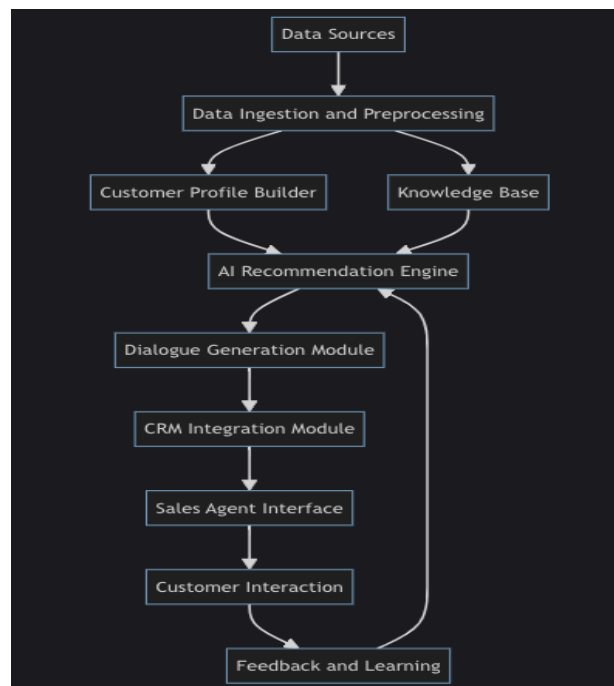 Data Sources
Data Ingestion and Preprocessing
Customer Profile Builder
Knowledge Base
AI Recommendation Engine
Dialogue Generation Module
CRM Integration Module
Sales Agent Interface
Customer Interaction
Feedback and Learning